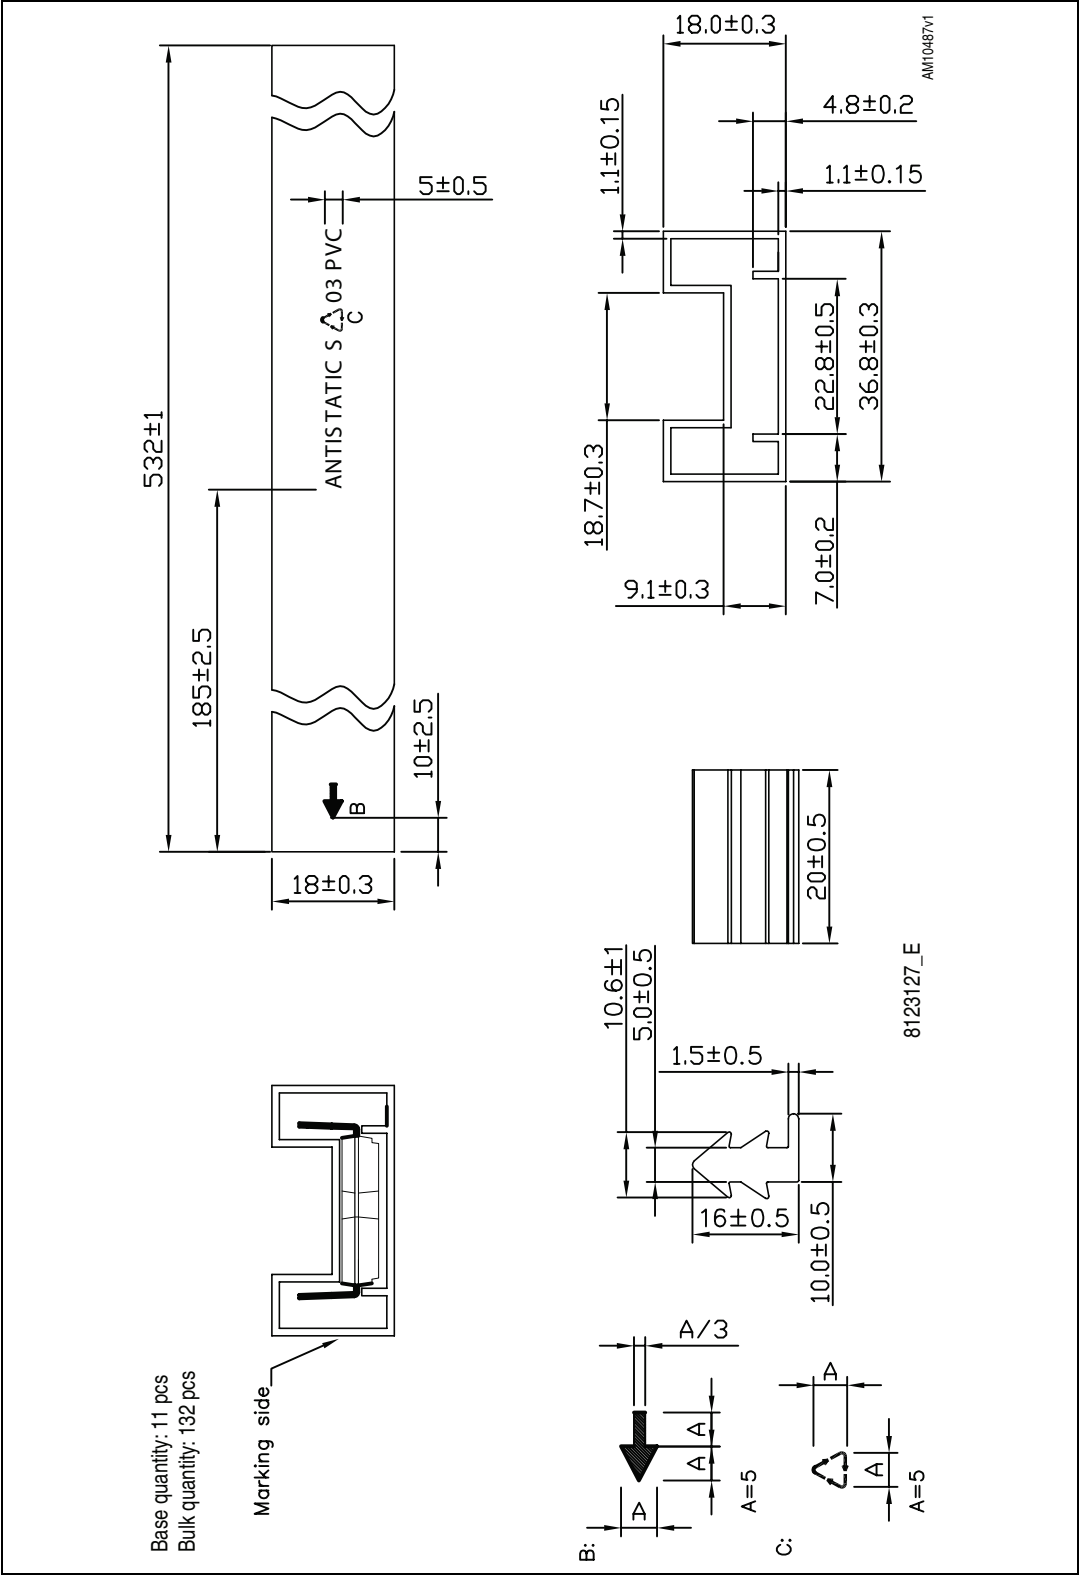 Base quantity: 11 pcs
Bulk quantity: 132 pcs
Marking side
532±1
185±2.5
ANTISTATIC S 03 PVC
C
5±0.5
B
10±2.5
18±0.3
B:
A
A
A
A/3
A=5
C:
A
A
A=5
10.6±1
5.0±0.5
1.5±0.5
16±0.5
10.0±0.5
20±0.5
18.0±0.3
4.8±0.2
1.1±0.15
1.1±0.15
18.7±0.3
9.1±0.3
22.8±0.5
36.8±0.3
7.0±0.2
8123127_E
AM10487v1